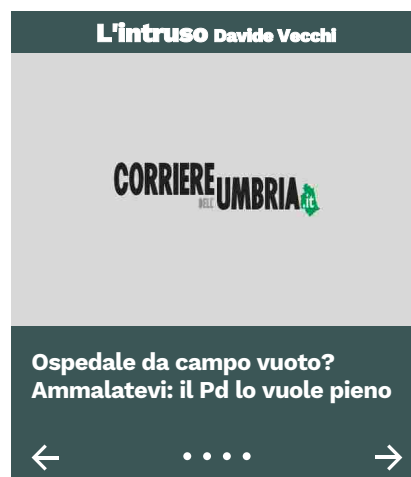 L'intruso Davide Vecchi
CORRIERE DELL' UMBRIA .it
Ospedale da campo vuoto?
Ammalatevi: il Pd lo vuole pieno